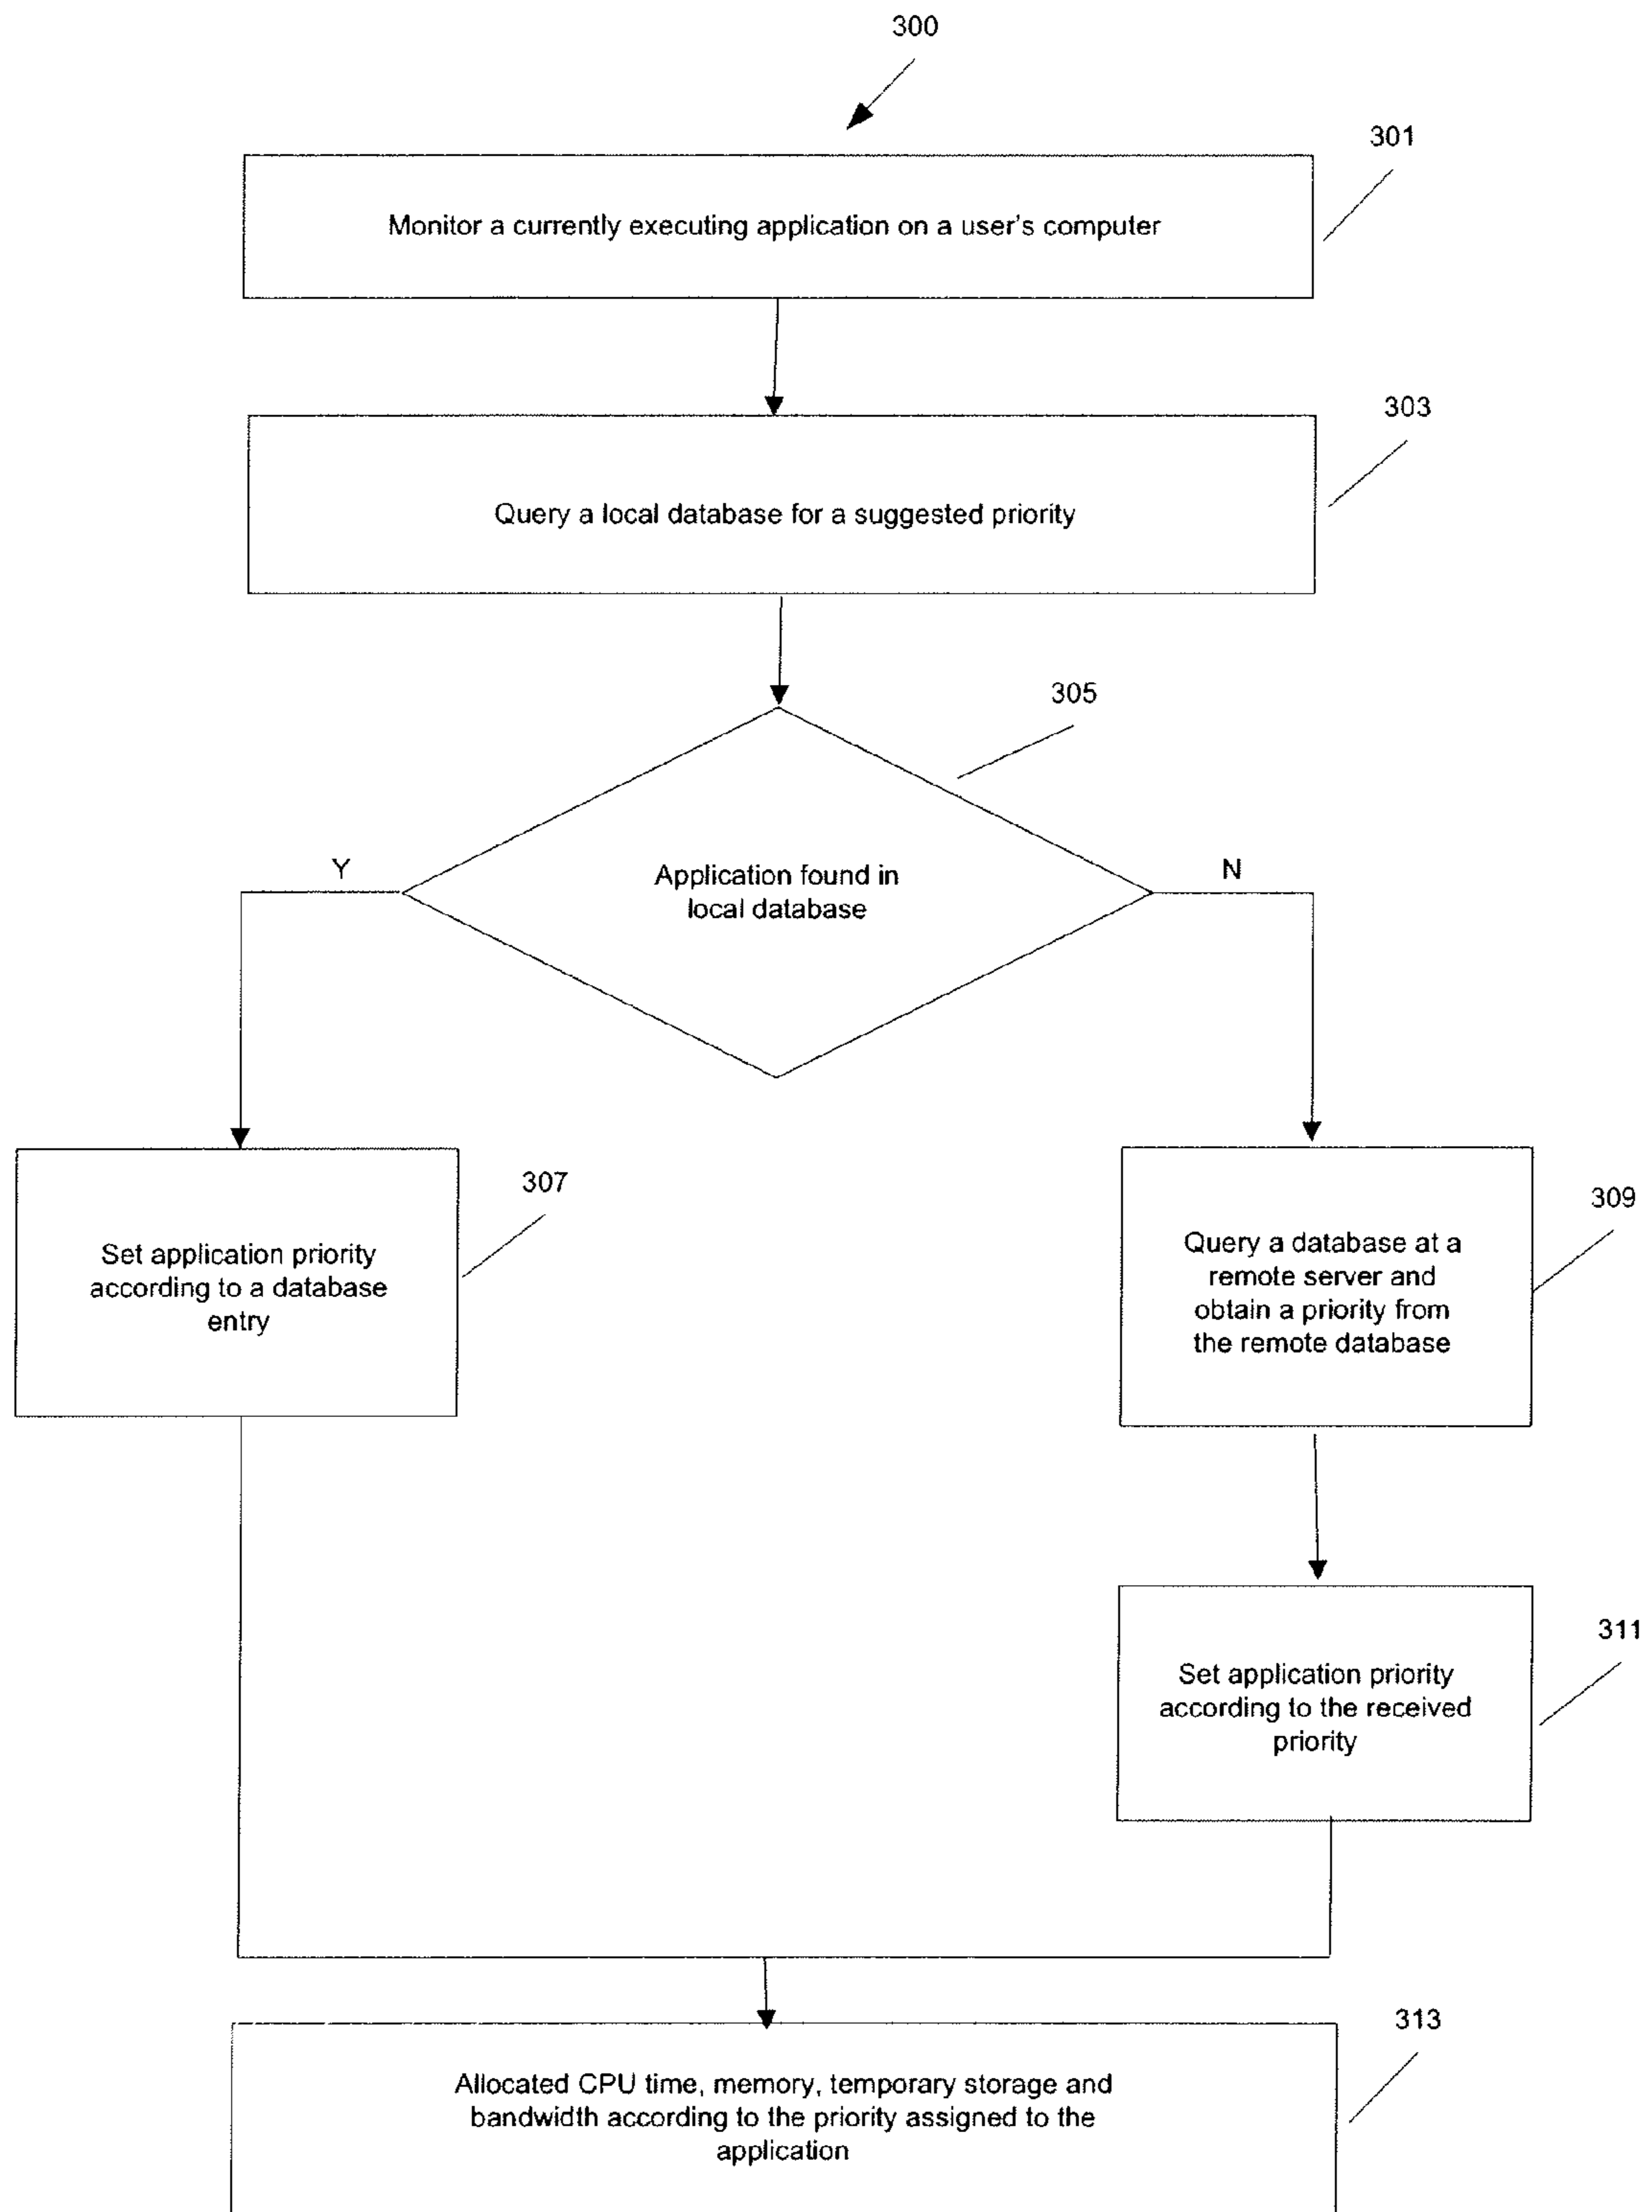 300
301
Monitor a currently executing application on a user's computer
303
Query a local database for a suggested priority
305
Y
N
Application found in
local database
307
309
Set application priority
according to a database
entry
Query a database at a
remote server and
obtain a priority from
the remote database
311
Set application priority
according to the received
priority
313
Allocated CPU time, memory, temporary storage and
bandwidth according to the priority assigned to the
application